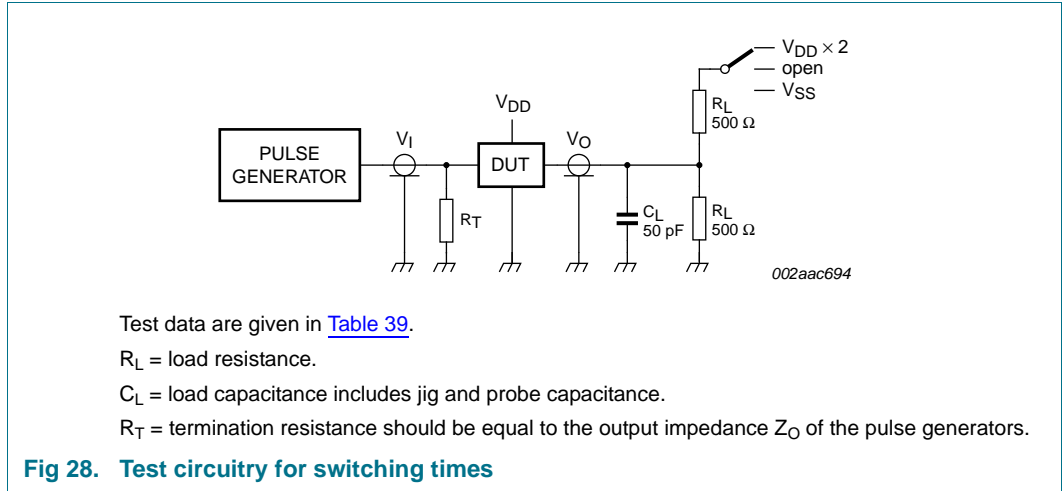 V_DD × 2
open
V_SS
R_L
500 Ω
V_DD
V_I
V_O
PULSE
GENERATOR
DUT
R_T
C_L
50 pF
R_L
500 Ω
002aac694
Test data are given in Table 39.
R_L = load resistance.
C_L = load capacitance includes jig and probe capacitance.
R_T = termination resistance should be equal to the output impedance Z_O of the pulse generators.
Fig 28. Test circuitry for switching times